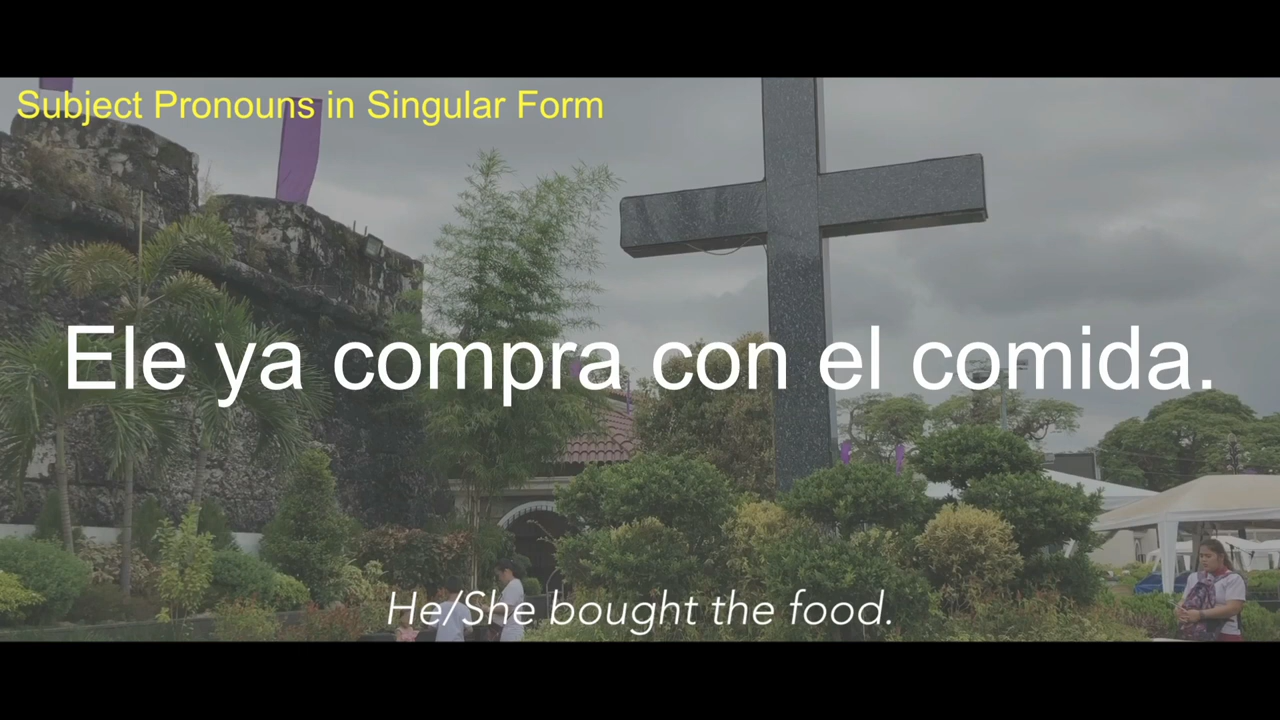 Subject Pronouns in Singular Form
Ele ya compra con el comida.
He/She bought the food.